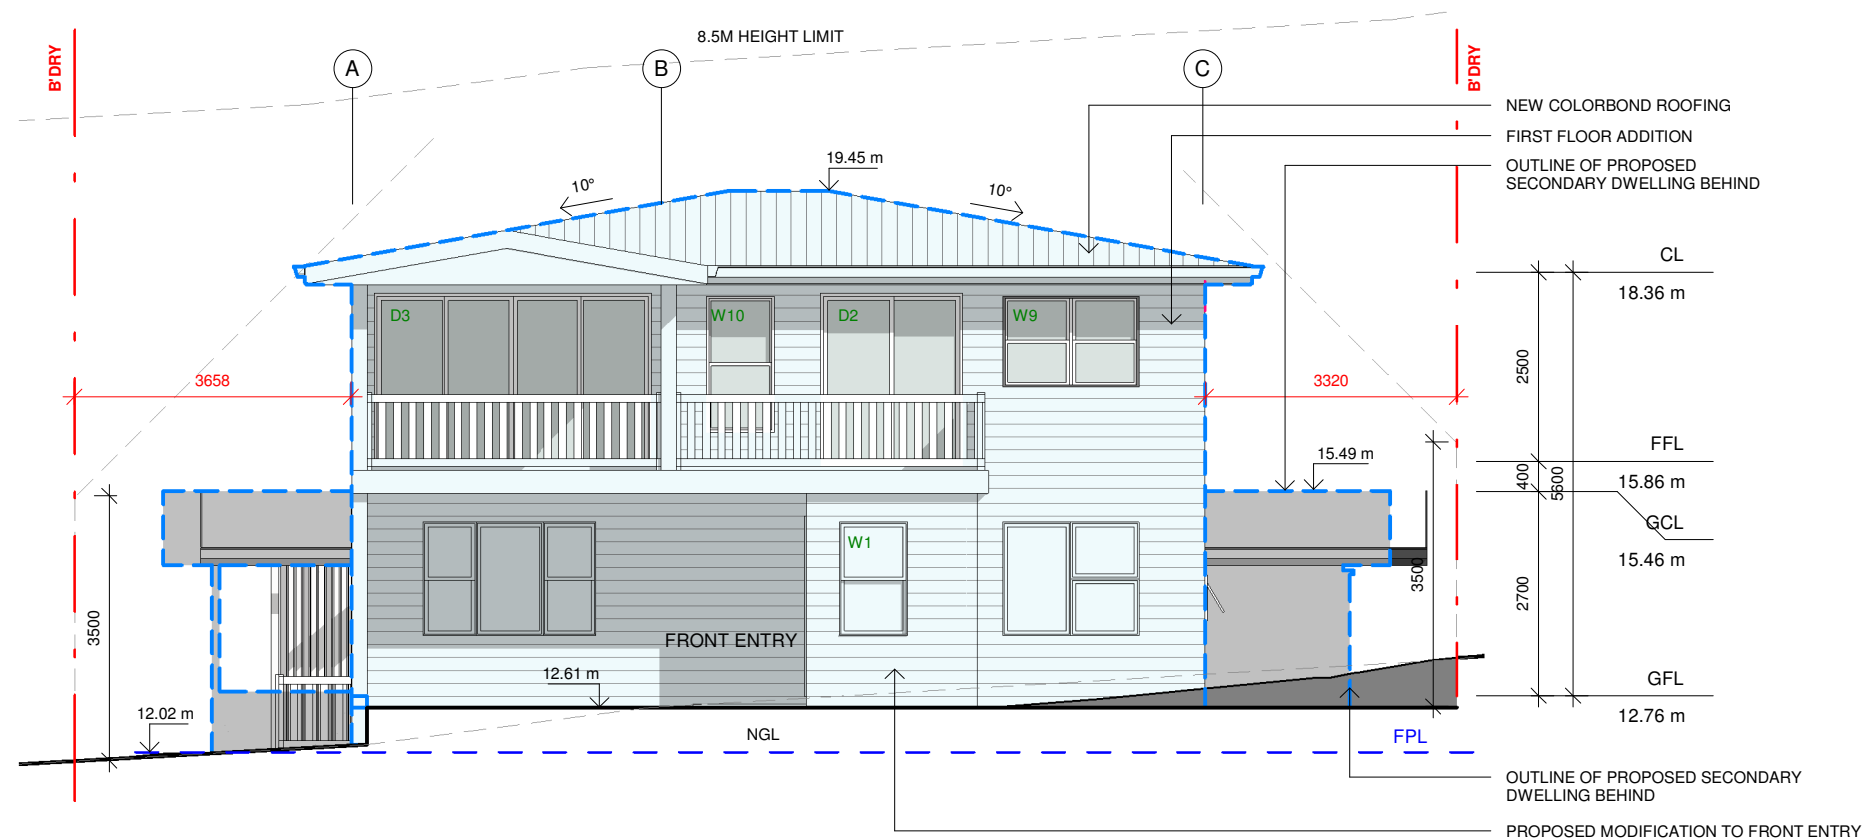 8.5M HEIGHT LIMIT
B'DRY
B'DRY
A
B
C
NEW COLORBOND ROOFING
FIRST FLOOR ADDITION
OUTLINE OF PROPOSED
SECONDARY DWELLING BEHIND
19.45 m
10°
10°
CL
18.36 m
D3
W10
D2
W9
2500
3658
3320
FFL
15.86 m
15.49 m
400
5600
GCL
15.46 m
W1
3500
3500
2700
FRONT ENTRY
12.61 m
GFL
12.76 m
12.02 m
NGL
FPL
OUTLINE OF PROPOSED SECONDARY
DWELLING BEHIND
PROPOSED MODIFICATION TO FRONT ENTRY